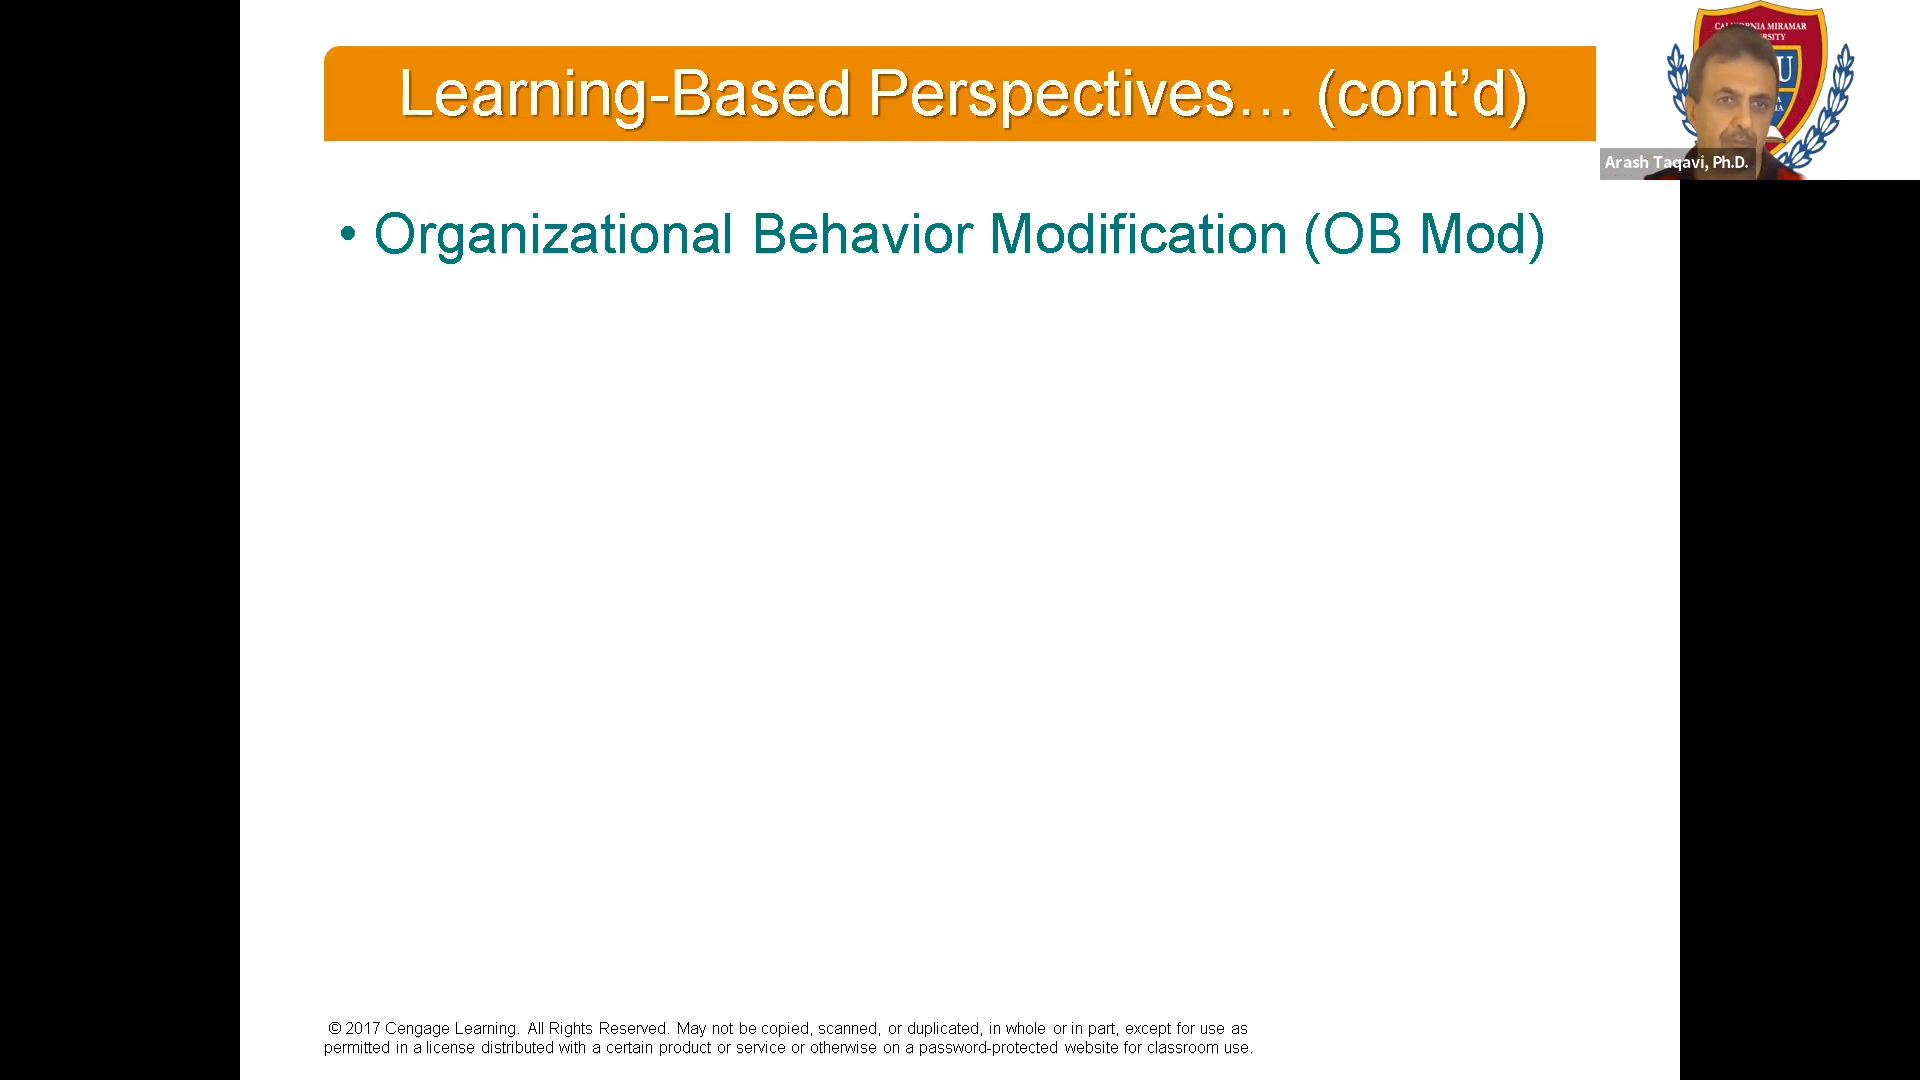 Learning-Based Perspectives… (cont’d)
CALIFORNIA MIRAMAR
Arash Taqavi, Ph.D.
• Organizational Behavior Modification (OB Mod)
© 2017 Cengage Learning. All Rights Reserved. May not be copied, scanned, or duplicated, in whole or in part, except for use as
permitted in a license distributed with a certain product or service or otherwise on a password-protected website for classroom use.